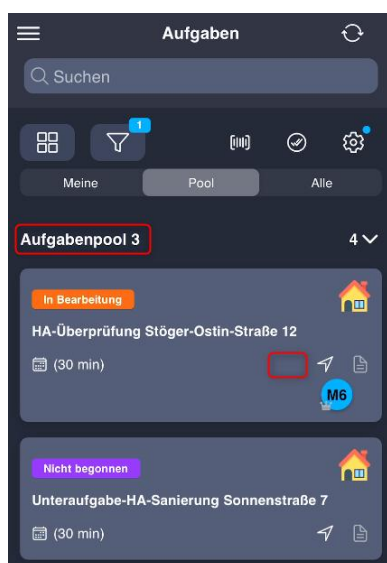 Aufgaben
Suchen
1
Meine Pool Alle
Aufgabenpool 3 4
In Bearbeitung
HA-Überprüfung Stöger-Ostin-Straße 12
(30 min)
M6
Nicht begonnen
Unteraufgabe-HA-Sanierung Sonnenstraße 7
(30 min)